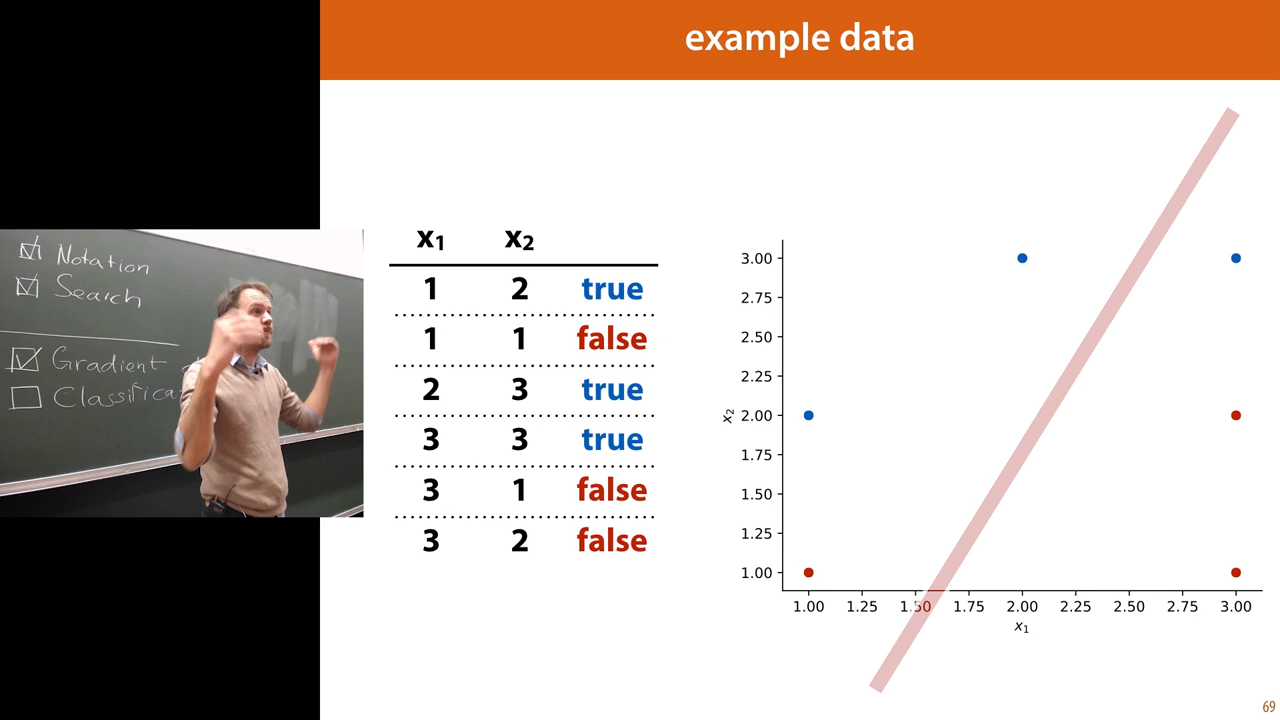 example data
Notation
Search
Gradient
Classifica
x1 x2
1 2 true
1 1 false
2 3 true
3 3 true
3 1 false
3 2 false
3.00
2.75
2.50
2.25
2.00
1.75
1.50
1.25
1.00
x2
1.00 1.25 1.50 1.75 2.00 2.25 2.50 2.75 3.00
x1
69